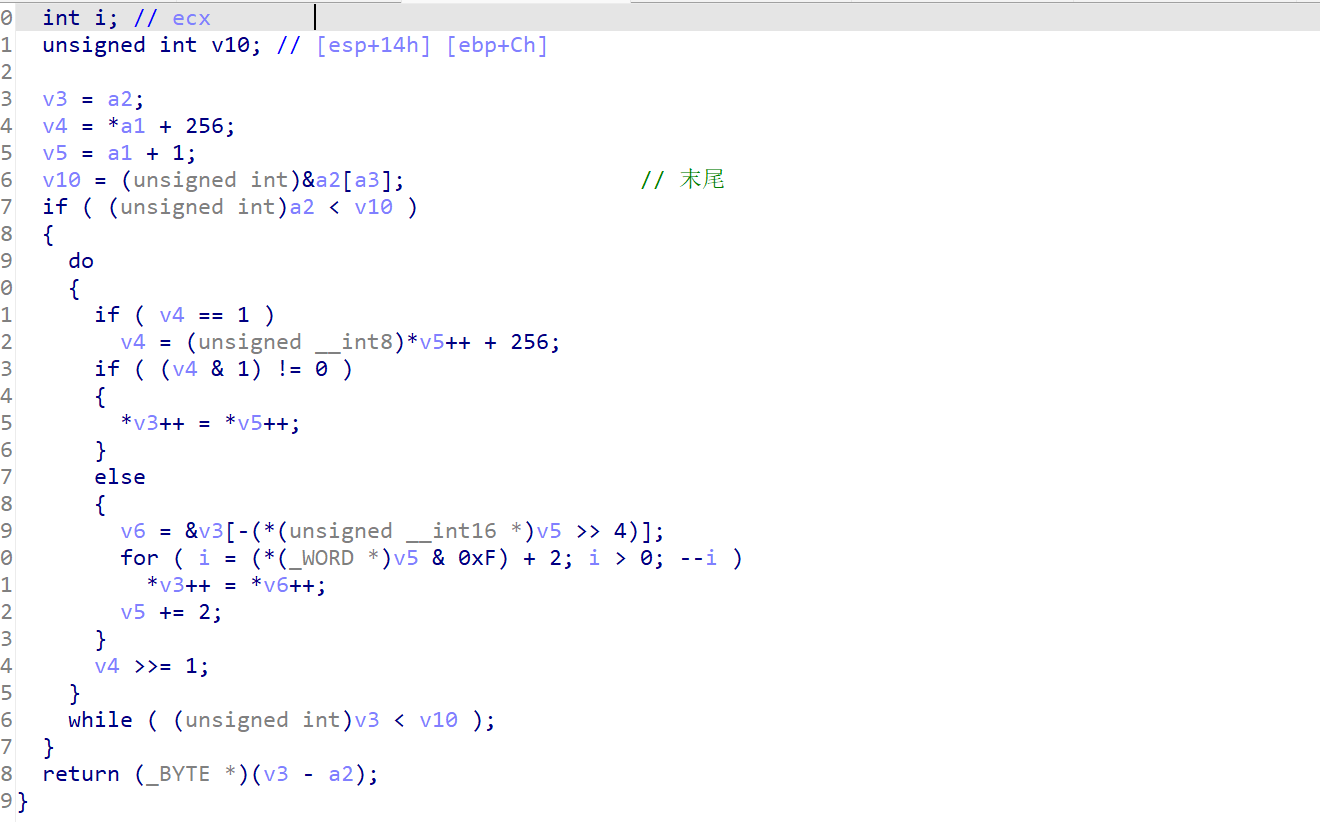 0  int i; // ecx
1  unsigned int v10; // [esp+14h] [ebp+Ch]
2
3  v3 = a2;
4  v4 = *a1 + 256;
5  v5 = a1 + 1;
6  v10 = (unsigned int)&a2[a3];                  // 末尾
7  if ( (unsigned int)a2 < v10 )
8  {
9    do
0    {
1      if ( v4 == 1 )
2        v4 = (unsigned __int8)*v5++ + 256;
3      if ( (v4 & 1) != 0 )
4      {
5        *v3++ = *v5++;
6      }
7      else
8      {
9        v6 = &v3[-(*(unsigned __int16 *)v5 >> 4)];
0        for ( i = (*(_WORD *)v5 & 0xF) + 2; i > 0; --i )
1          *v3++ = *v6++;
2        v5 += 2;
3      }
4      v4 >>= 1;
5    }
6    while ( (unsigned int)v3 < v10 );
7  }
8  return (_BYTE *)(v3 - a2);
9}